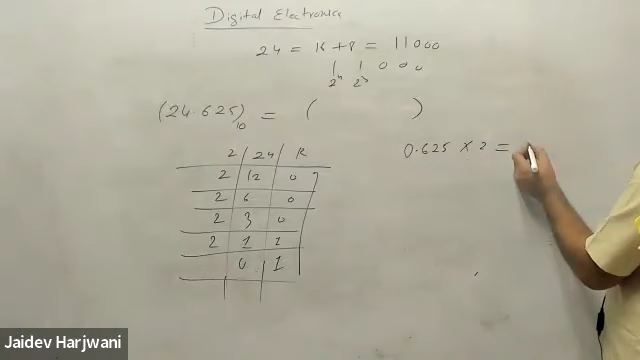 Digital Electronics
24 = 16 + 8 = 11000
1 1 0 0 0
2⁴ 2³
(24.625)₁₀ = ( )
2 24 R
2 12 0
2 6 0
2 3 0
2 1 1
0 1
0.625 × 2 =
Jaidev Harjwani